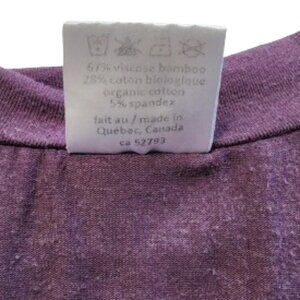 67% viscose bamboo
28% coton biologique
organic cotton
5% spandex
fait au / made in
Québec, Canada
ca 52793